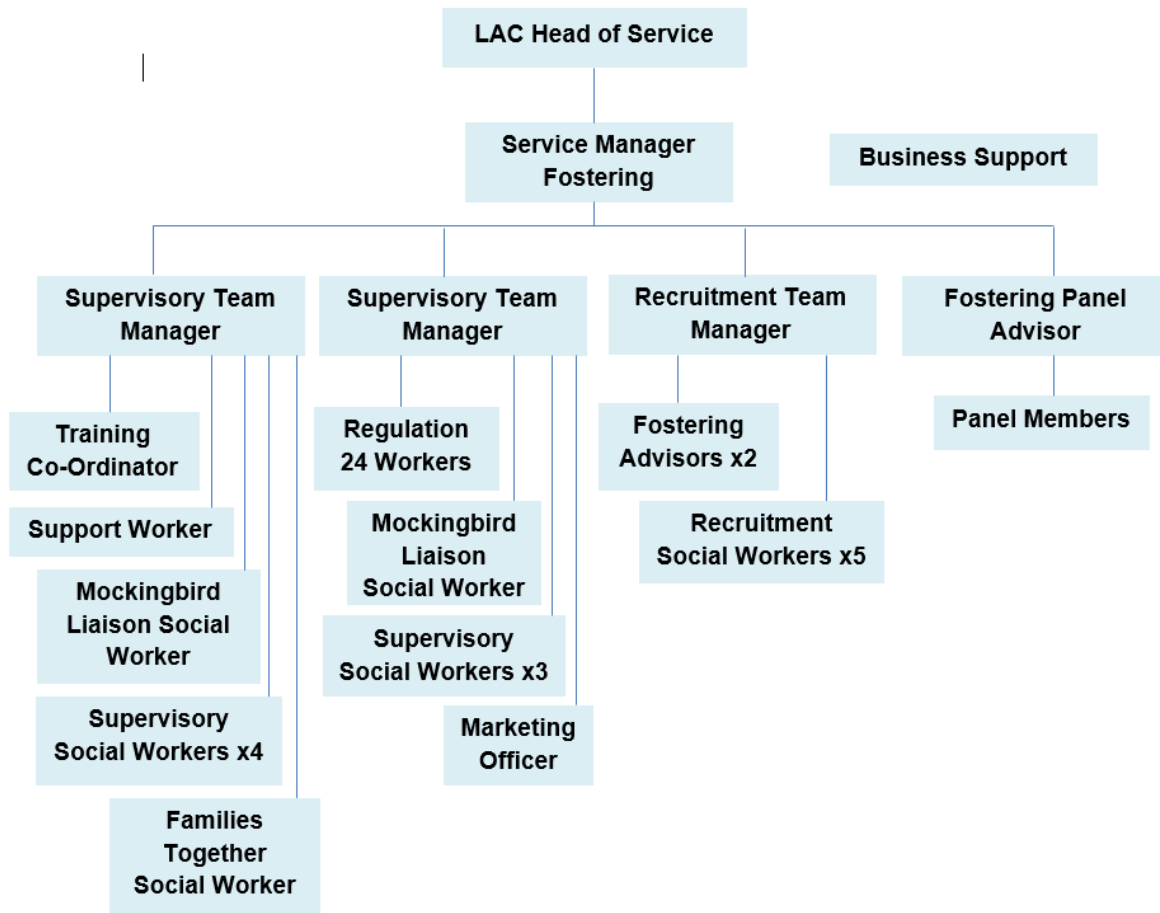 LAC Head of Service
Service Manager
Fostering
Business Support
Supervisory Team
Manager
Supervisory Team
Manager
Recruitment Team
Manager
Fostering Panel
Advisor
Training
Co-Ordinator
Support Worker
Mockingbird
Liaison Social
Worker
Supervisory
Social Workers x4
Families
Together
Social Worker
Regulation
24 Workers
Mockingbird
Liaison
Social Worker
Supervisory
Social Workers x3
Marketing
Officer
Fostering
Advisors x2
Recruitment
Social Workers x5
Panel Members